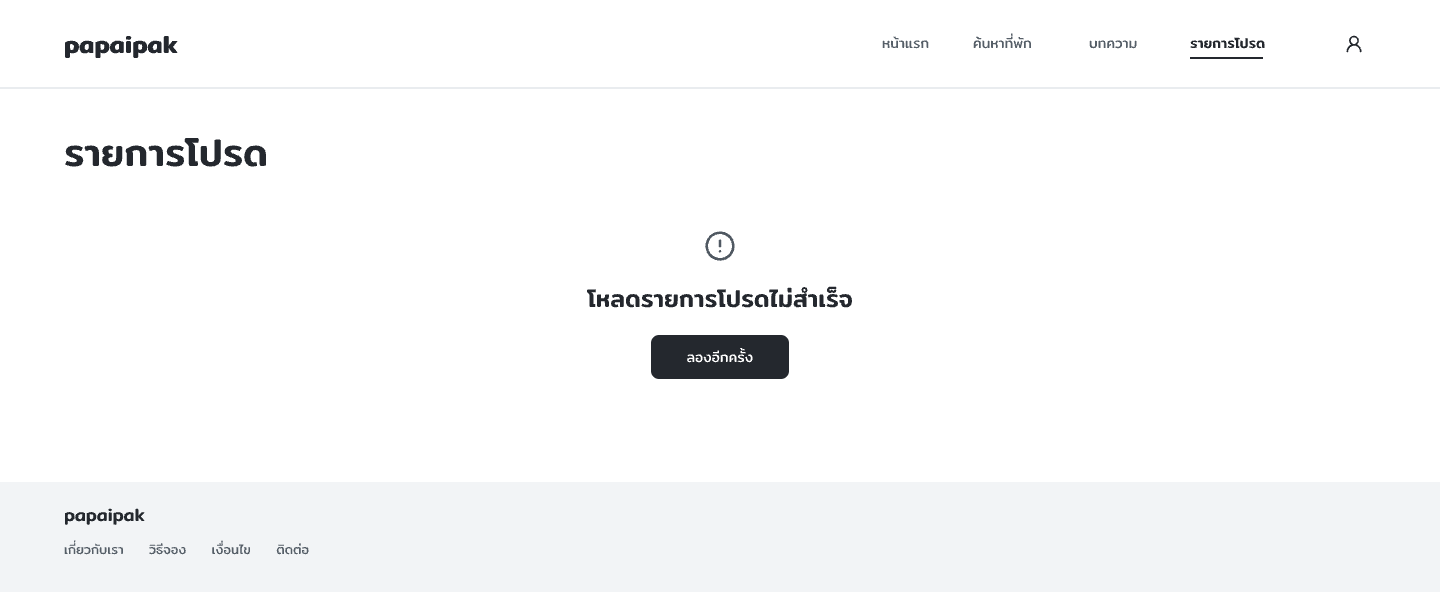 papaipak
หน้าแรก ค้นหาที่พัก บทความ รายการโปรด
รายการโปรด
โหลดรายการโปรดไม่สำเร็จ
ลองอีกครั้ง
papaipak
เกี่ยวกับเรา วิธีจอง เงื่อนไข ติดต่อ